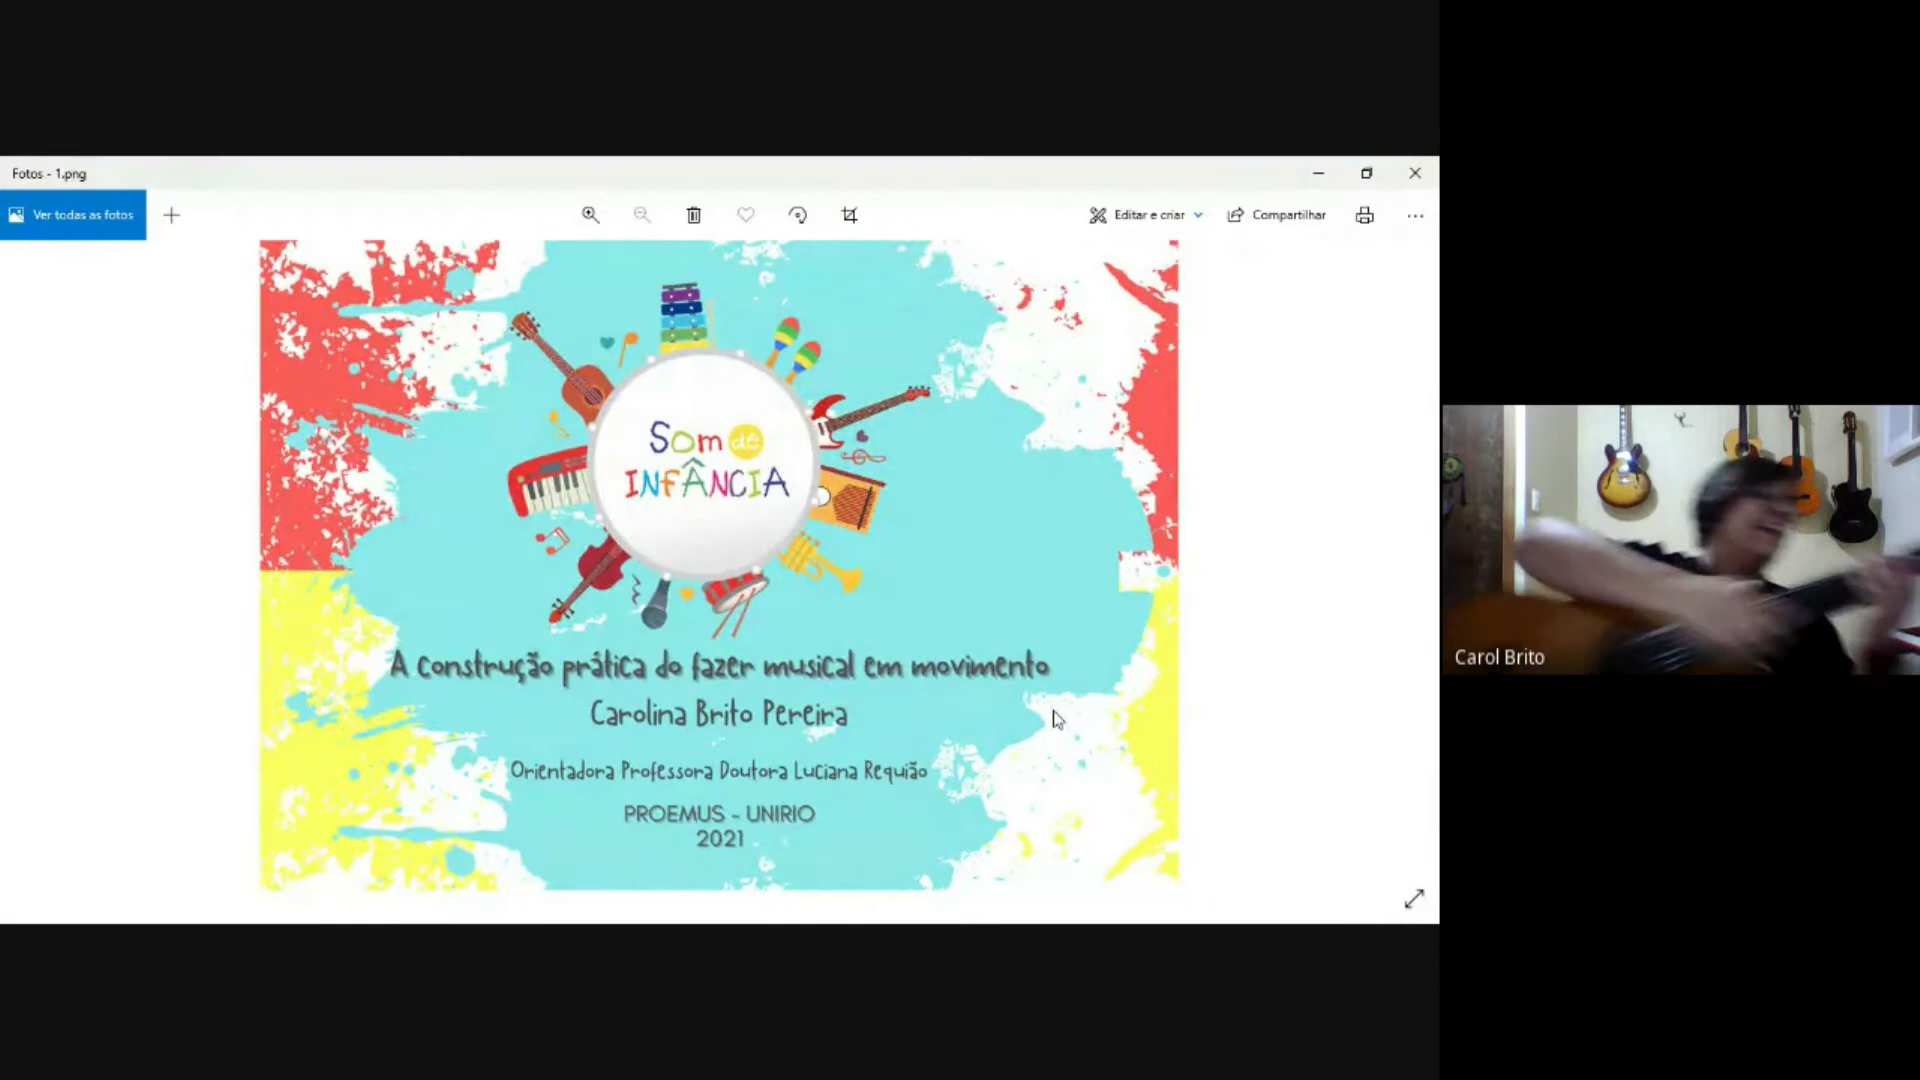 Fotos - 1.png
Ver todas as fotos
Editar e criar
Compartilhar
Som de
INFÂNCIA
A construção prática do fazer musical em movimento
Carolina Brito Pereira
Orientadora Professora Doutora Luciana Requião
PROEMUS - UNIRIO
2021
Carol Brito